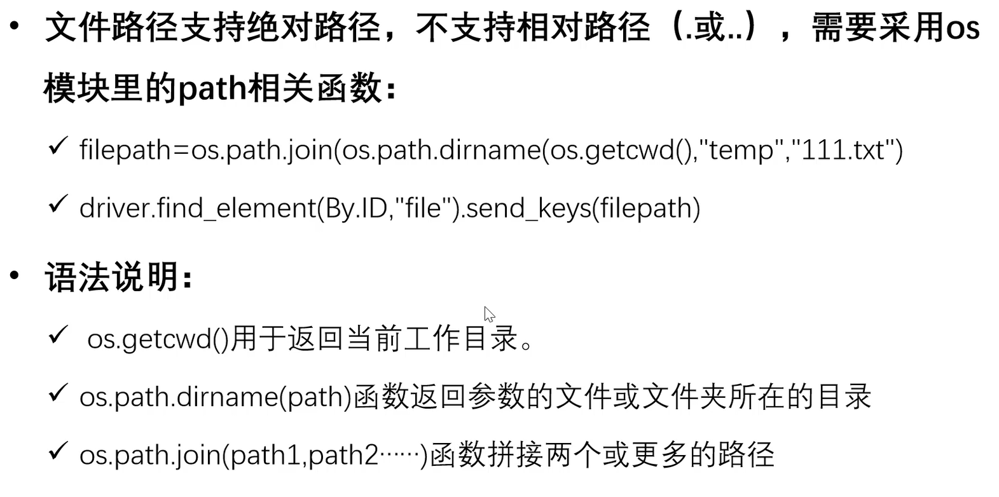 • 文件路径支持绝对路径，不支持相对路径（.或..），需要采用os
模块里的path相关函数：
✓ filepath=os.path.join(os.path.dirname(os.getcwd(),"temp","111.txt")
✓ driver.find_element(By.ID,"file").send_keys(filepath)
• 语法说明：
✓ os.getcwd()用于返回当前工作目录。
✓ os.path.dirname(path)函数返回参数的文件或文件夹所在的目录
✓ os.path.join(path1,path2……)函数拼接两个或更多的路径